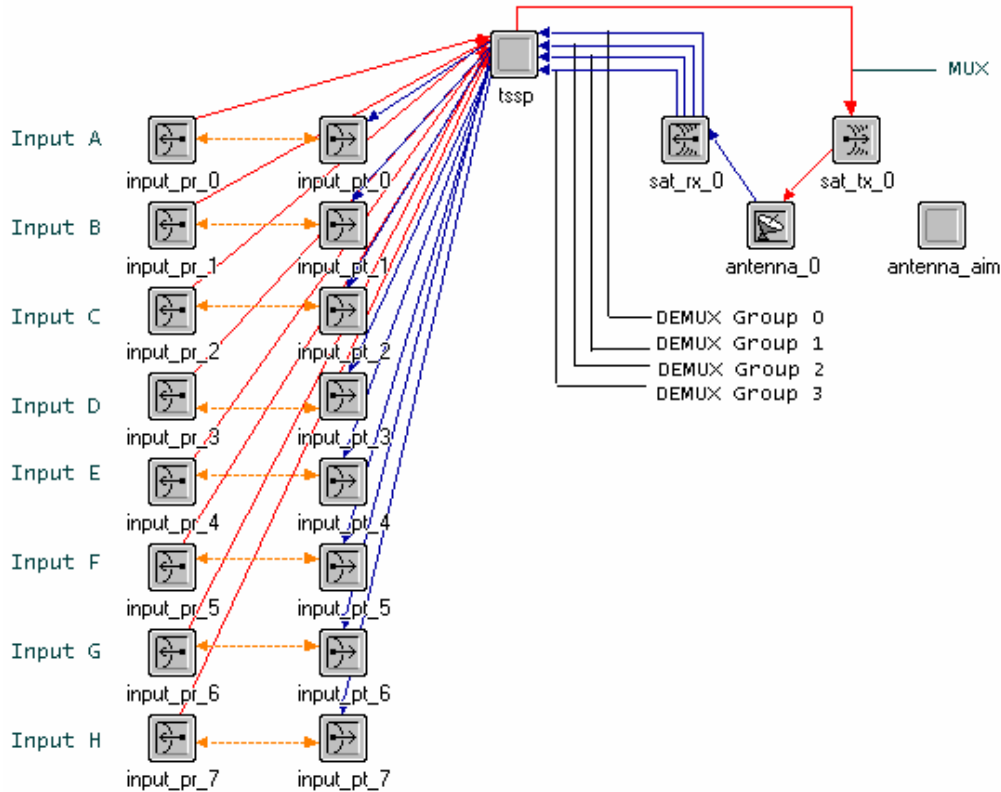 tssp
MUX
Input A
input_pr_0
input_pt_0
sat_rx_0
sat_tx_0
Input B
input_pr_1
input_pt_1
antenna_0
antenna_aim
Input C
input_pr_2
input_pt_2
DEMUX Group 0
DEMUX Group 1
DEMUX Group 2
DEMUX Group 3
Input D
input_pr_3
input_pt_3
Input E
input_pr_4
input_pt_4
Input F
input_pr_5
input_pt_5
Input G
input_pr_6
input_pt_6
Input H
input_pr_7
input_pt_7